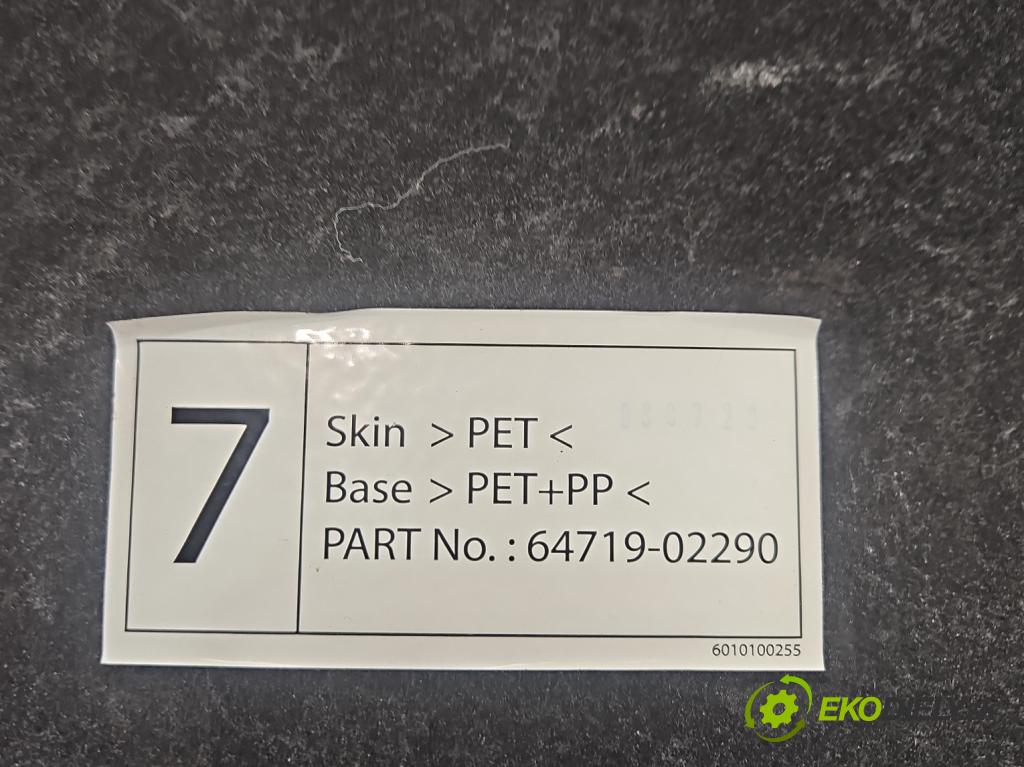 7
Skin > PET <
Base > PET+PP <
PART No. : 64719-02290
6010100255
EKO